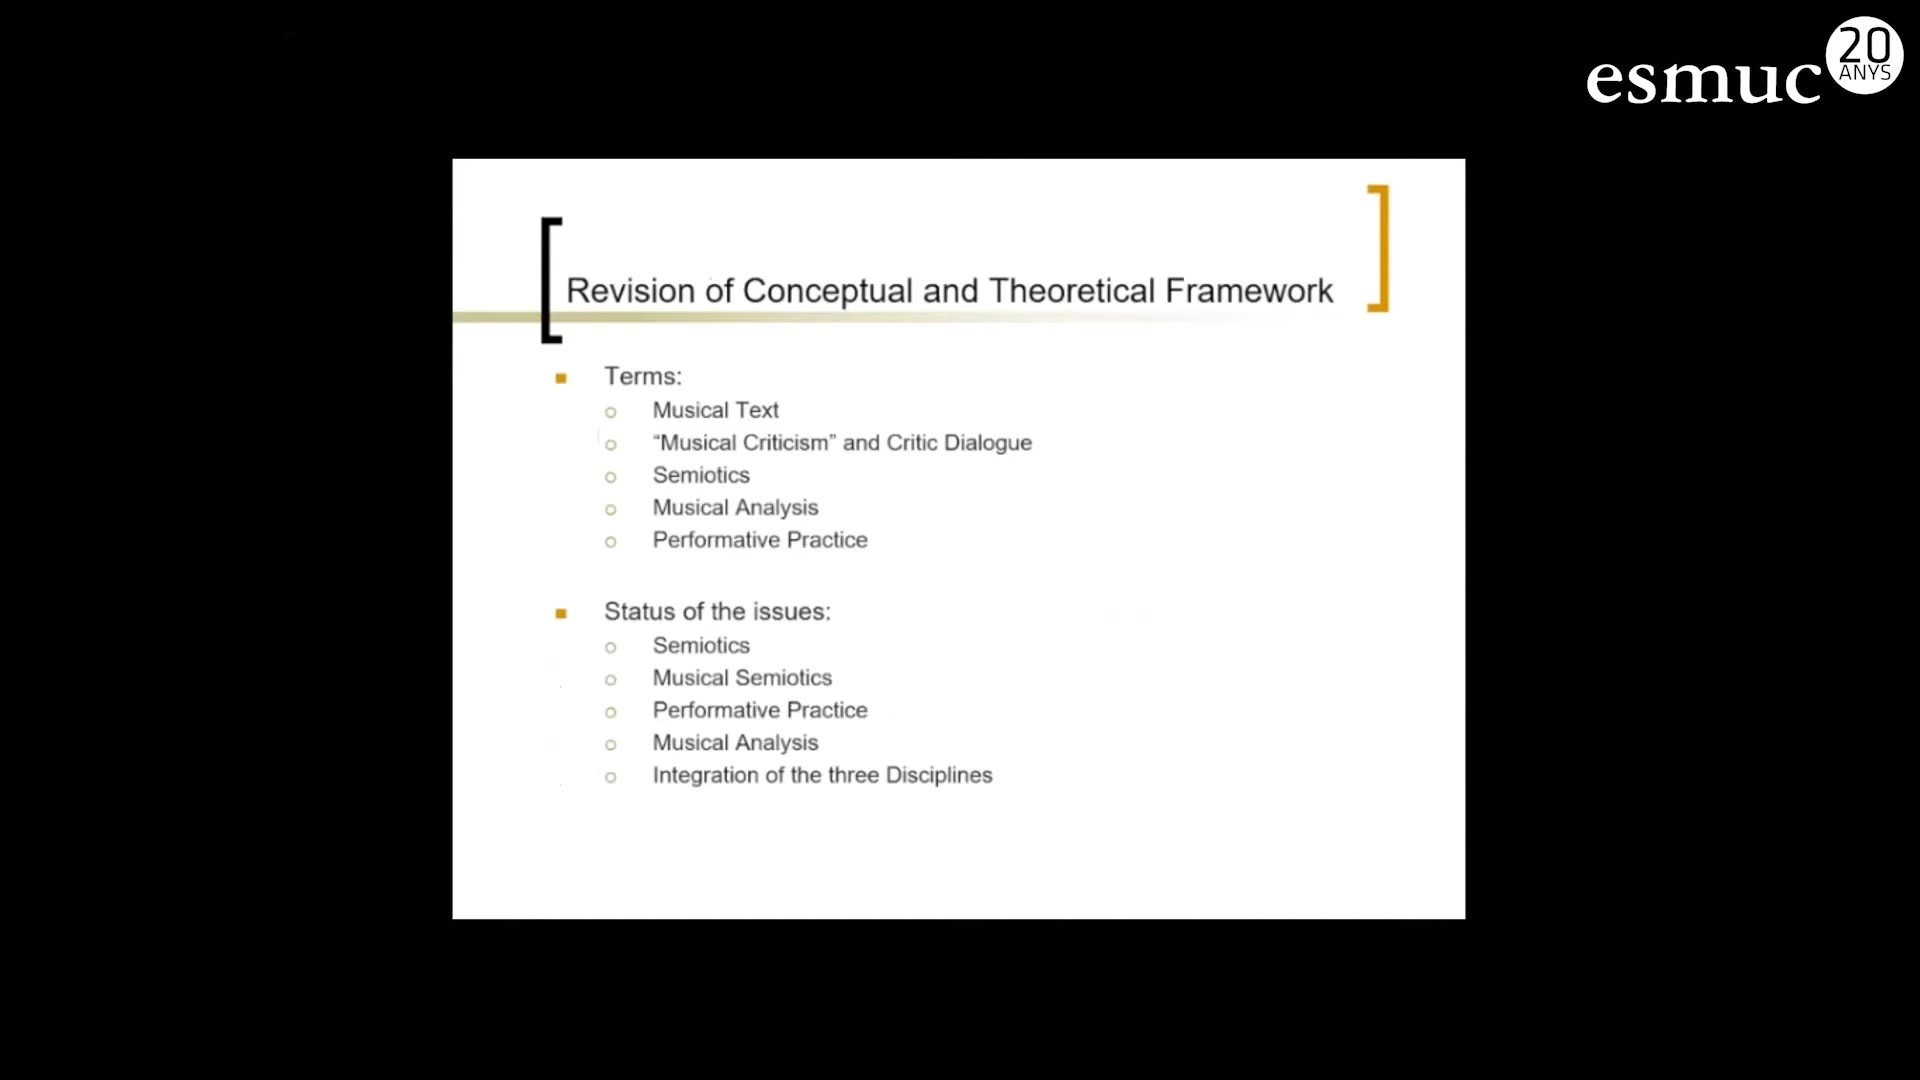 esmuc
20
ANYS
Revision of Conceptual and Theoretical Framework
Terms:
Musical Text
“Musical Criticism” and Critic Dialogue
Semiotics
Musical Analysis
Performative Practice
Status of the issues:
Semiotics
Musical Semiotics
Performative Practice
Musical Analysis
Integration of the three Disciplines